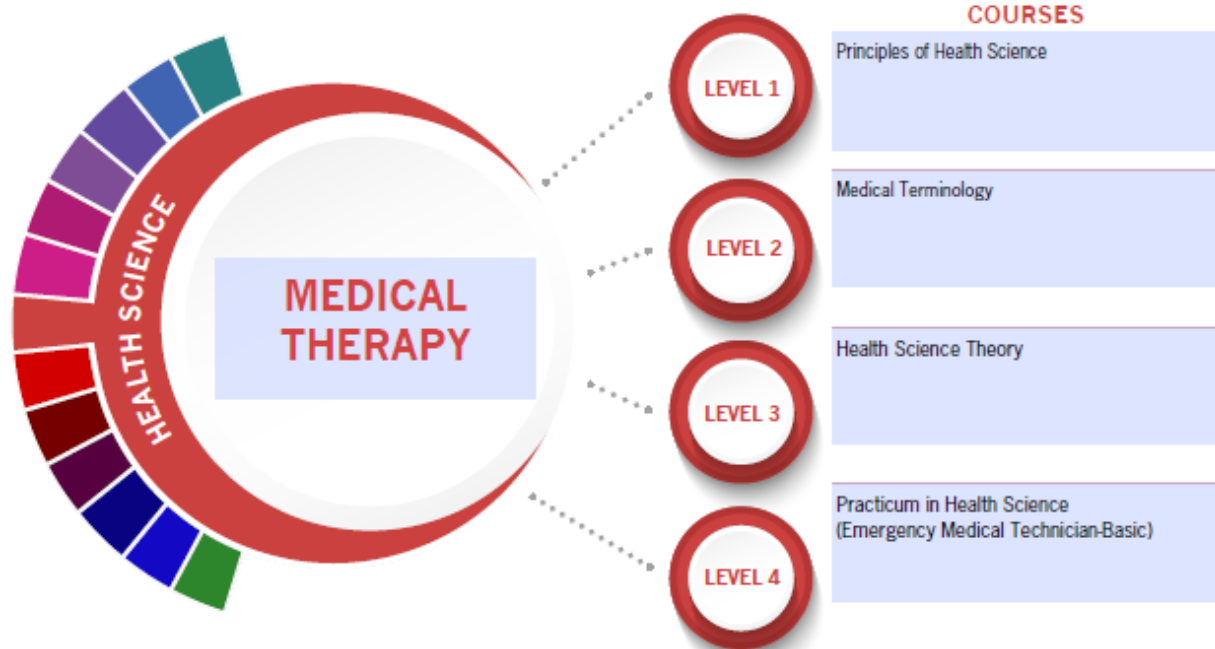 COURSES
HEALTH SCIENCE
MEDICAL
THERAPY
LEVEL 1
Principles of Health Science
LEVEL 2
Medical Terminology
LEVEL 3
Health Science Theory
LEVEL 4
Practicum in Health Science
(Emergency Medical Technician-Basic)